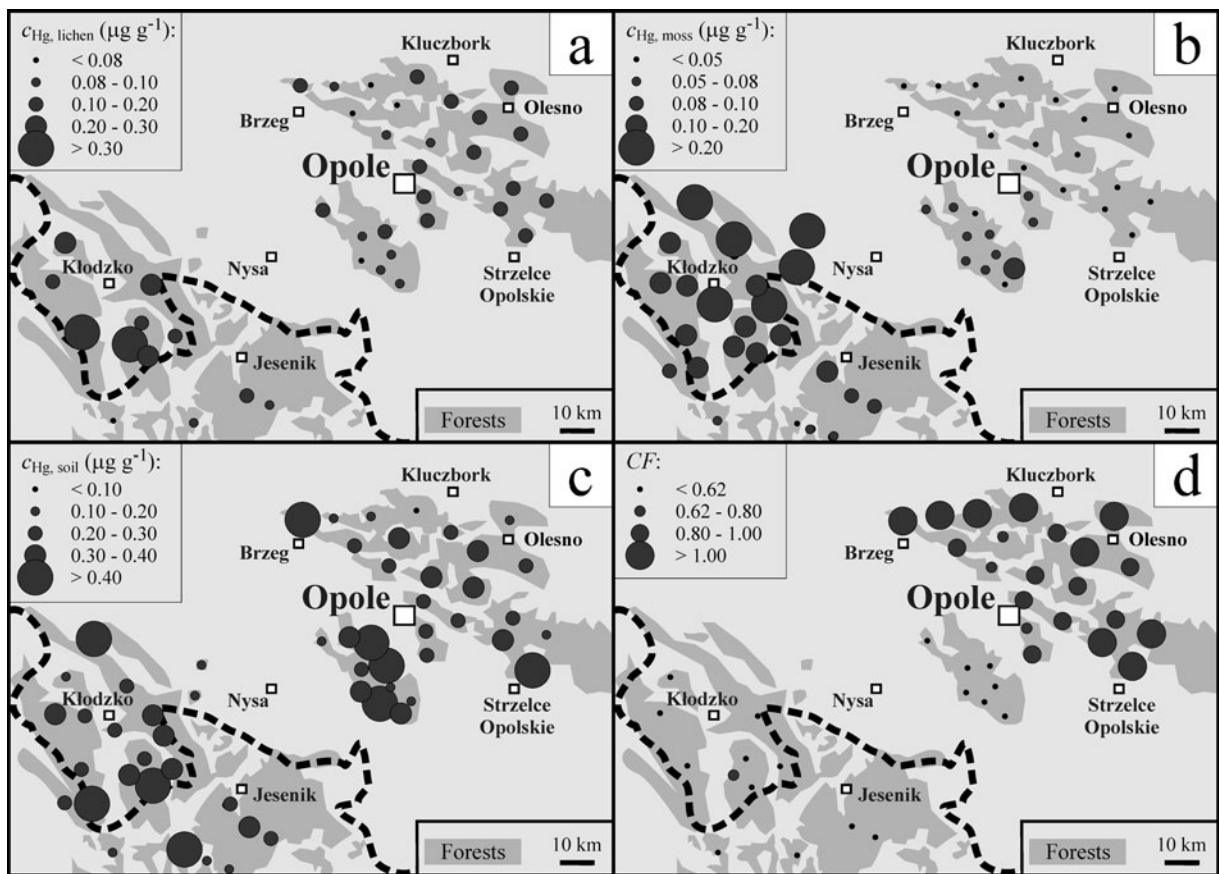 c Hg, lichen (µg g-1):
< 0.08
0.08 - 0.10
0.10 - 0.20
0.20 - 0.30
> 0.30
a
Kluczbork
Olesno
Brzeg
Opole
Kłodzko
Nysa
Strzelce
Opolskie
Jesenik
Forests
10 km
c Hg, moss (µg g-1):
< 0.05
0.05 - 0.08
0.08 - 0.10
0.10 - 0.20
> 0.20
b
Kluczbork
Olesno
Brzeg
Opole
Kłodzko
Nysa
Strzelce
Opolskie
Jesenik
Forests
10 km
c Hg, soil (µg g-1):
< 0.10
0.10 - 0.20
0.20 - 0.30
0.30 - 0.40
> 0.40
c
Kluczbork
Olesno
Brzeg
Opole
Kłodzko
Nysa
Strzelce
Opolskie
Jesenik
Forests
10 km
CF:
< 0.62
0.62 - 0.80
0.80 - 1.00
> 1.00
d
Kluczbork
Olesno
Brzeg
Opole
Kłodzko
Nysa
Strzelce
Opolskie
Jesenik
Forests
10 km